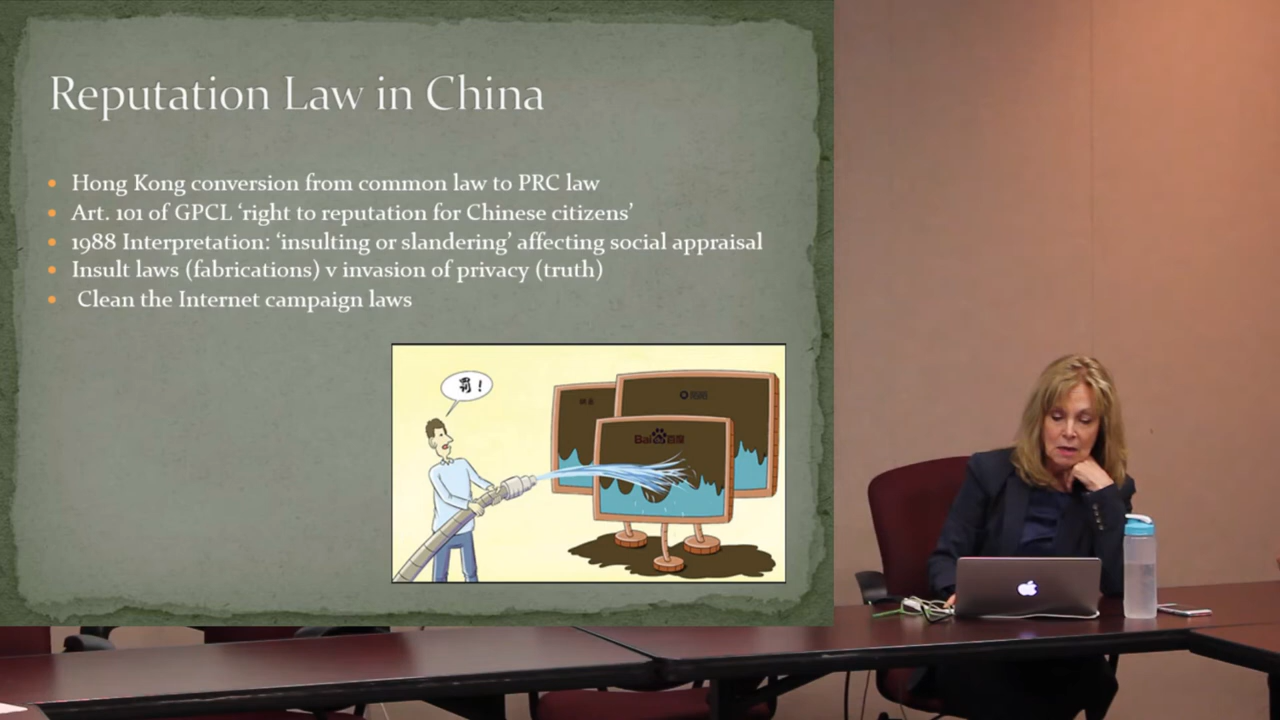 Reputation Law in China
Hong Kong conversion from common law to PRC law
Art. 101 of GPCL ‘right to reputation for Chinese citizens’
1988 Interpretation: ‘insulting or slandering’ affecting social appraisal
Insult laws (fabrications) v invasion of privacy (truth)
Clean the Internet campaign laws
罚！
陌陌
Bai百度